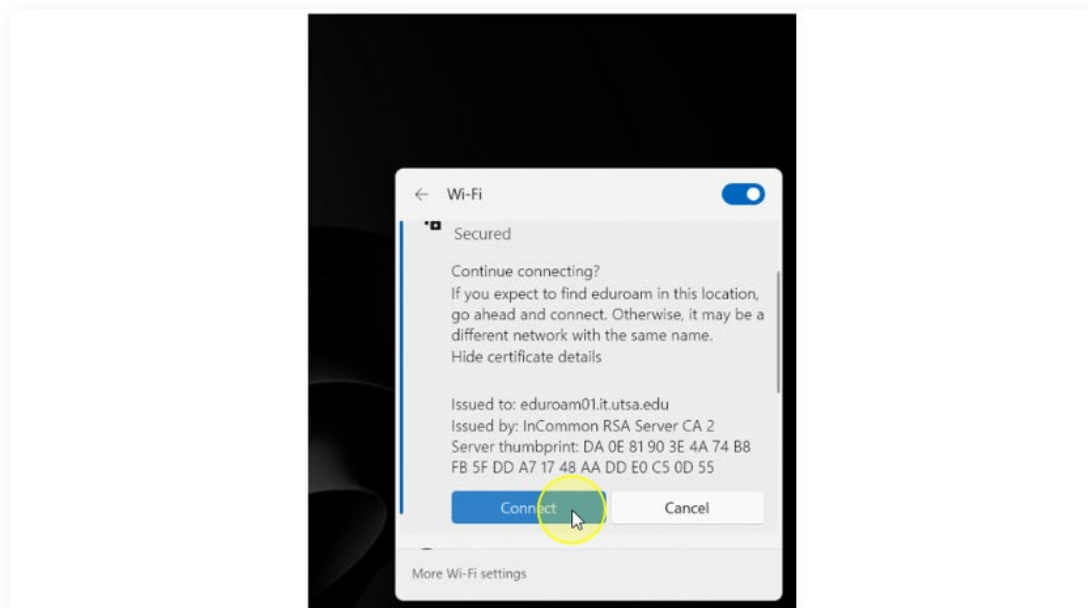 Wi-Fi
Secured
Continue connecting?
If you expect to find eduroam in this location,
go ahead and connect. Otherwise, it may be a
different network with the same name.
Hide certificate details
Issued to: eduroam01.it.utsa.edu
Issued by: InCommon RSA Server CA 2
Server thumbprint: DA 0E 81 90 3E 4A 74 B8
FB 5F DD A7 17 48 AA DD E0 C5 0D 55
Connect Cancel
More Wi-Fi settings